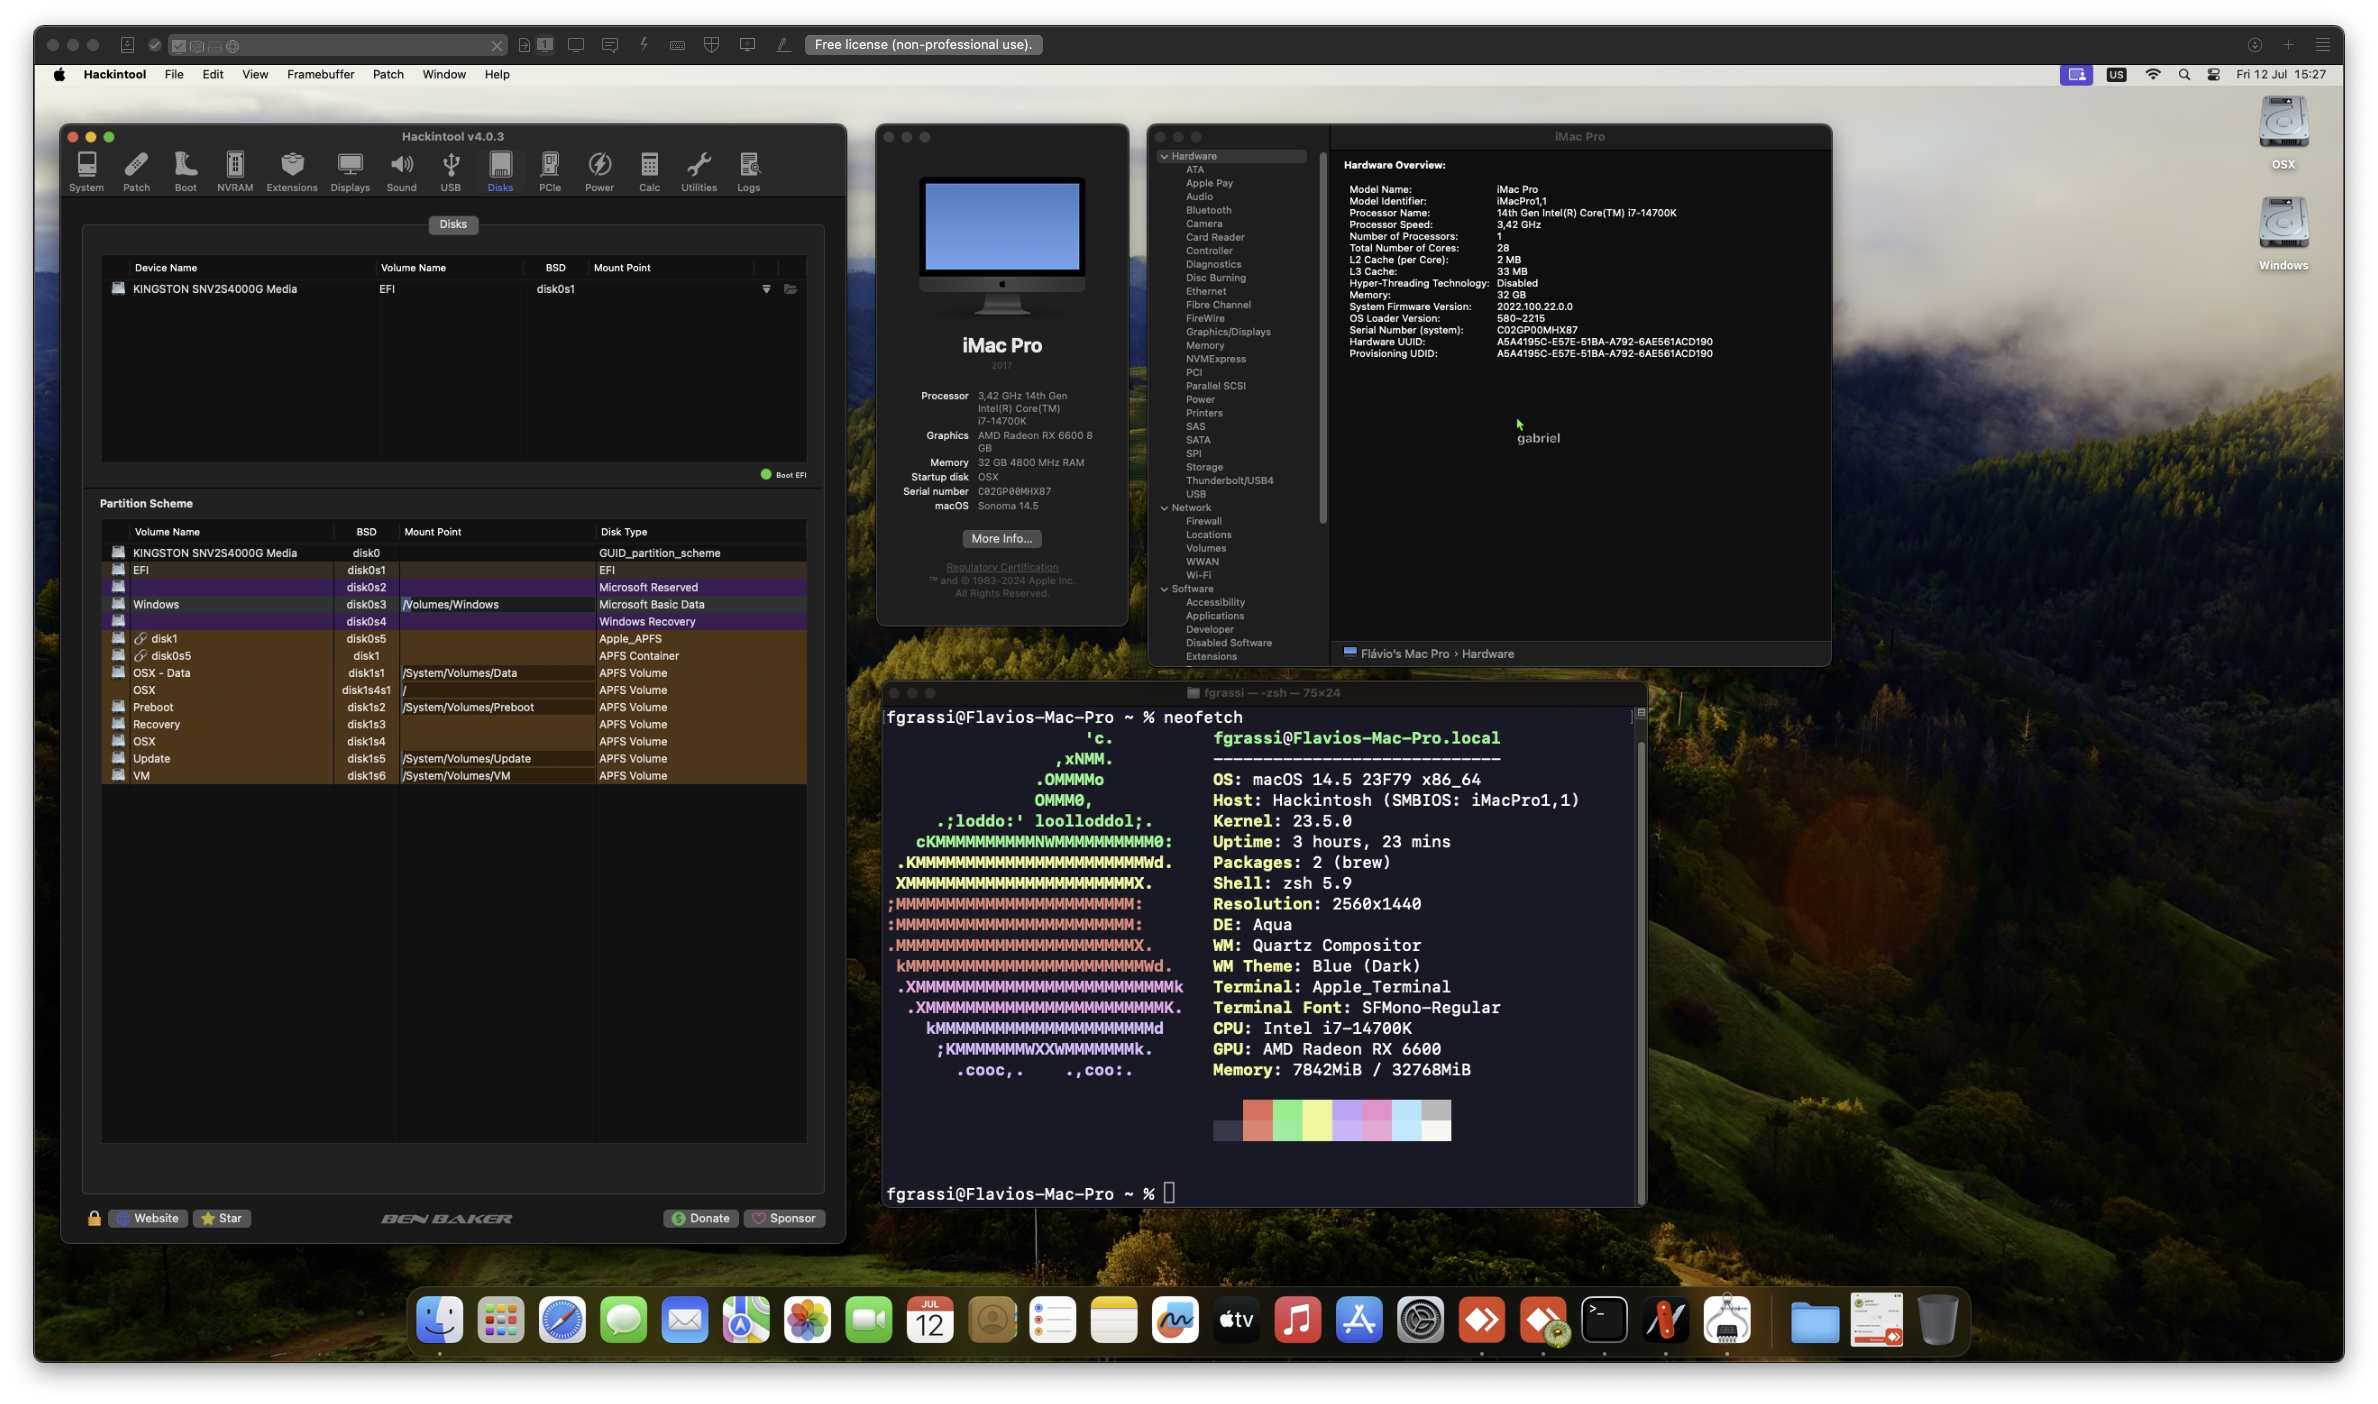 Free license (non-professional use).
Hackintool File Edit View Framebuffer Patch Window Help
US Fri 12 Jul 15:27
OSX
Windows
Hackintool v4.0.3
System Patch Boot NVRAM Extensions Displays Sound USB Disks PCIe Power Calc Utilities Logs
Disks
Device Name Volume Name BSD Mount Point
KINGSTON SNV2S4000G Media EFI disk0s1
Boot EFI
Partition Scheme
Volume Name BSD Mount Point Disk Type
KINGSTON SNV2S4000G Media disk0 GUID_partition_scheme
EFI disk0s1 EFI
disk0s2 Microsoft Reserved
Windows disk0s3 /Volumes/Windows Microsoft Basic Data
disk0s4 Windows Recovery
disk1 disk0s5 Apple_APFS
disk0s5 disk1 APFS Container
OSX - Data disk1s1 /System/Volumes/Data APFS Volume
OSX disk1s4s1 / APFS Volume
Preboot disk1s2 /System/Volumes/Preboot APFS Volume
Recovery disk1s3 APFS Volume
OSX disk1s4 APFS Volume
Update disk1s5 /System/Volumes/Update APFS Volume
VM disk1s6 /System/Volumes/VM APFS Volume
Website Star BEN BAKER Donate Sponsor
iMac Pro
2017
Processor 3,42 GHz 14th Gen
Intel(R) Core(TM)
i7-14700K
Graphics AMD Radeon RX 6600 8
GB
Memory 32 GB 4800 MHz RAM
Startup disk OSX
Serial number C02GP00MHX87
macOS Sonoma 14.5
More Info...
Regulatory Certification
™ and © 1983-2024 Apple Inc.
All Rights Reserved.
iMac Pro
Hardware
ATA
Apple Pay
Audio
Bluetooth
Camera
Card Reader
Controller
Diagnostics
Disc Burning
Ethernet
Fibre Channel
FireWire
Graphics/Displays
Memory
NVMExpress
PCI
Parallel SCSI
Power
Printers
SAS
SATA
SPI
Storage
Thunderbolt/USB4
USB
Network
Firewall
Locations
Volumes
WWAN
Wi-Fi
Software
Accessibility
Applications
Developer
Disabled Software
Extensions
Hardware Overview:
Model Name: iMac Pro
Model Identifier: iMacPro1,1
Processor Name: 14th Gen Intel(R) Core(TM) i7-14700K
Processor Speed: 3,42 GHz
Number of Processors: 1
Total Number of Cores: 28
L2 Cache (per Core): 2 MB
L3 Cache: 33 MB
Hyper-Threading Technology: Disabled
Memory: 32 GB
System Firmware Version: 2022.100.22.0.0
OS Loader Version: 580~2215
Serial Number (system): C02GP00MHX87
Hardware UUID: A5A4195C-E57E-51BA-A792-6AE561ACD190
Provisioning UDID: A5A4195C-E57E-51BA-A792-6AE561ACD190
gabriel
Flávio's Mac Pro › Hardware
fgrassi — -zsh — 75×24
fgrassi@Flavios-Mac-Pro ~ % neofetch
'c. fgrassi@Flavios-Mac-Pro.local
,xNMM. -----------------------------
.OMMMMo OS: macOS 14.5 23F79 x86_64
OMMM0, Host: Hackintosh (SMBIOS: iMacPro1,1)
.;loddo:' loolloddol;. Kernel: 23.5.0
cKMMMMMMMMMMNWMMMMMMMMMM0: Uptime: 3 hours, 23 mins
.KMMMMMMMMMMMMMMMMMMMMMMMWd. Packages: 2 (brew)
XMMMMMMMMMMMMMMMMMMMMMMMX. Shell: zsh 5.9
;MMMMMMMMMMMMMMMMMMMMMMMM: Resolution: 2560x1440
:MMMMMMMMMMMMMMMMMMMMMMMM: DE: Aqua
.MMMMMMMMMMMMMMMMMMMMMMMMX. WM: Quartz Compositor
kMMMMMMMMMMMMMMMMMMMMMMMMWd. WM Theme: Blue (Dark)
.XMMMMMMMMMMMMMMMMMMMMMMMMMMk Terminal: Apple_Terminal
.XMMMMMMMMMMMMMMMMMMMMMMMMK. Terminal Font: SFMono-Regular
kMMMMMMMMMMMMMMMMMMMMMMd CPU: Intel i7-14700K
;KMMMMMMMWXXWMMMMMMMk. GPU: AMD Radeon RX 6600
.cooc,. .,coo:. Memory: 7842MiB / 32768MiB
fgrassi@Flavios-Mac-Pro ~ %
JUL
12
tv